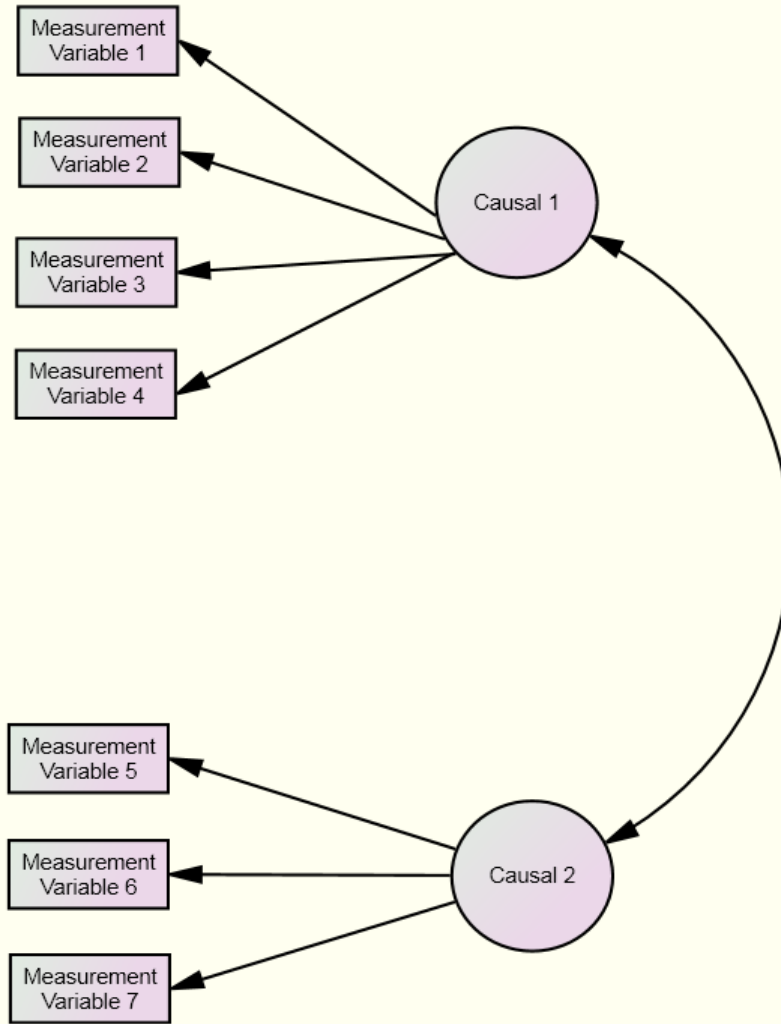 Measurement
Variable 1
Measurement
Variable 2
Causal 1
Measurement
Variable 3
Measurement
Variable 4
Measurement
Variable 5
Measurement
Variable 6
Causal 2
Measurement
Variable 7